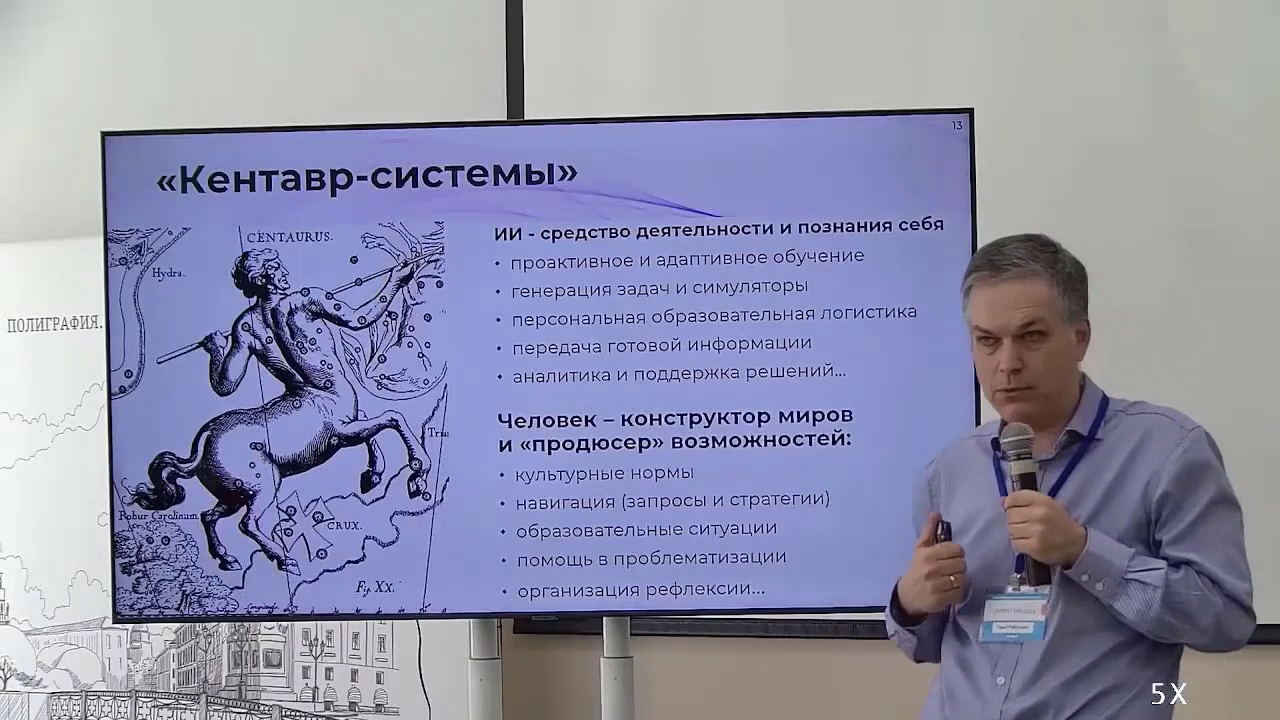 13
«Кентавр-системы»
CENTAURUS.
Hydra.
Robur Carolinum
CRUX.
Fig. XX.
ИИ - средство деятельности и познания себя
• проактивное и адаптивное обучение
• генерация задач и симуляторы
• персональная образовательная логистика
• передача готовой информации
• аналитика и поддержка решений...
Человек – конструктор миров
и «продюсер» возможностей:
• культурные нормы
• навигация (запросы и стратегии)
• образовательные ситуации
• помощь в проблематизации
• организация рефлексии...
ПОЛИГРАФИЯ.
5X